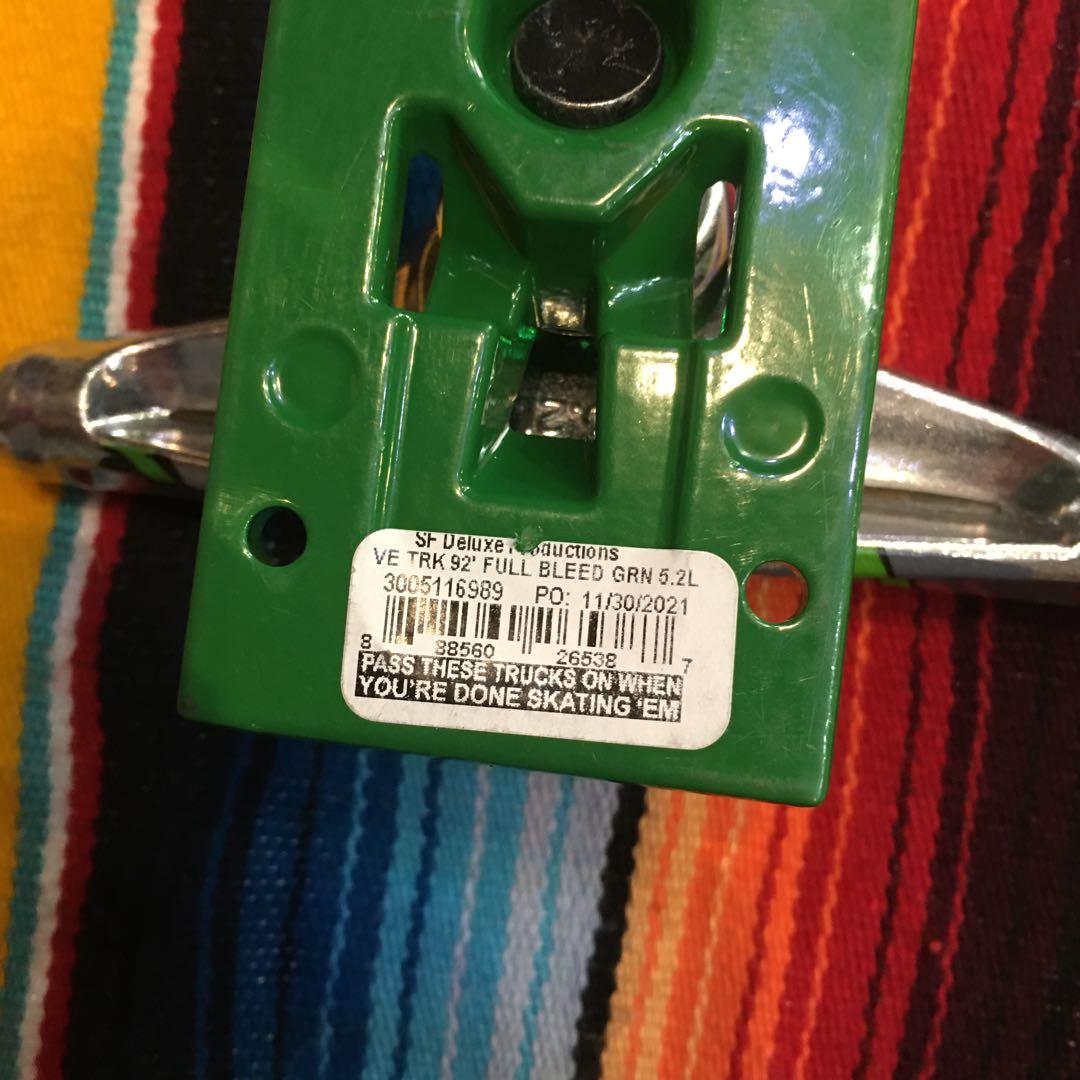 SF Deluxe Productions
VE TRK 92' FULL BLEED GRN 5.2L
3005116989 PO: 11/30/2021
8 88560 26538 7
PASS THESE TRUCKS ON WHEN
YOU'RE DONE SKATING 'EM